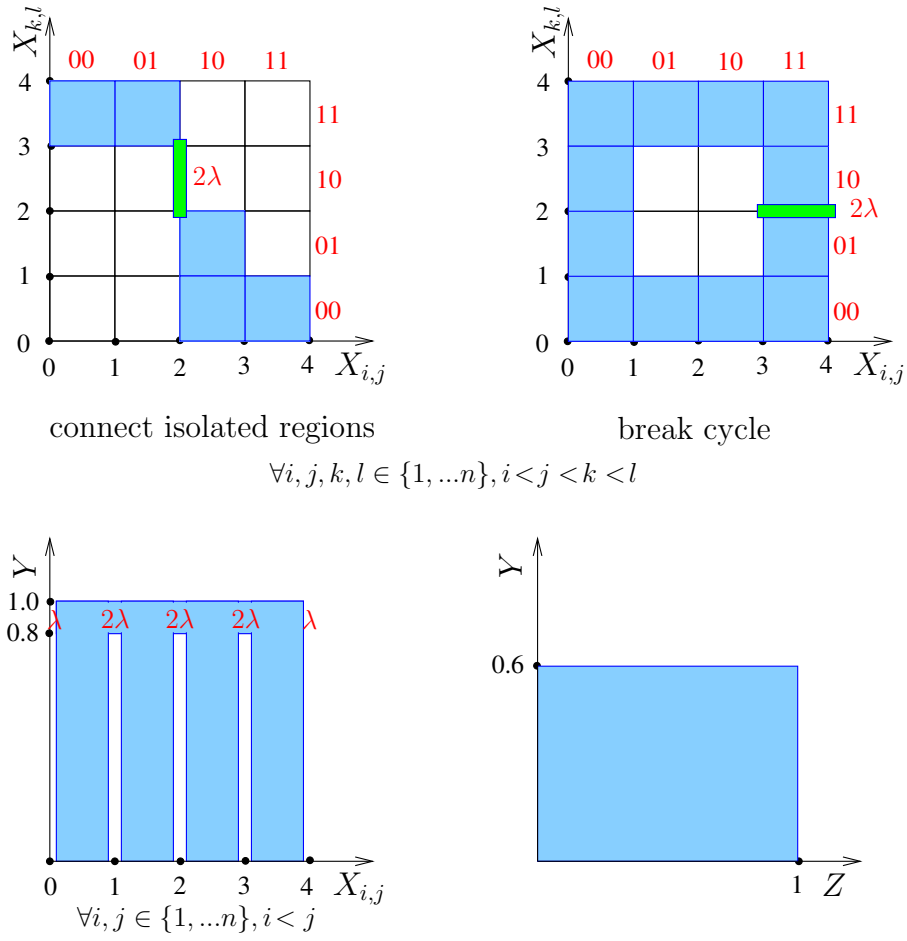 X_{k,l} X_{k,l}
00 01 10 11 00 01 10 11
4 4
11 11
3 3
2λ 10 10
2 2 2λ
01 01
1 1
00 00
0 0
0 1 2 3 4 X_{i,j} 0 1 2 3 4 X_{i,j}
connect isolated regions break cycle
∀i, j, k, l ∈ {1, ...n}, i < j < k < l
Y Y
1.0
λ 2λ 2λ 2λ λ
0.8
0.6
0 1 2 3 4 X_{i,j} 1 Z
∀i, j ∈ {1, ...n}, i < j